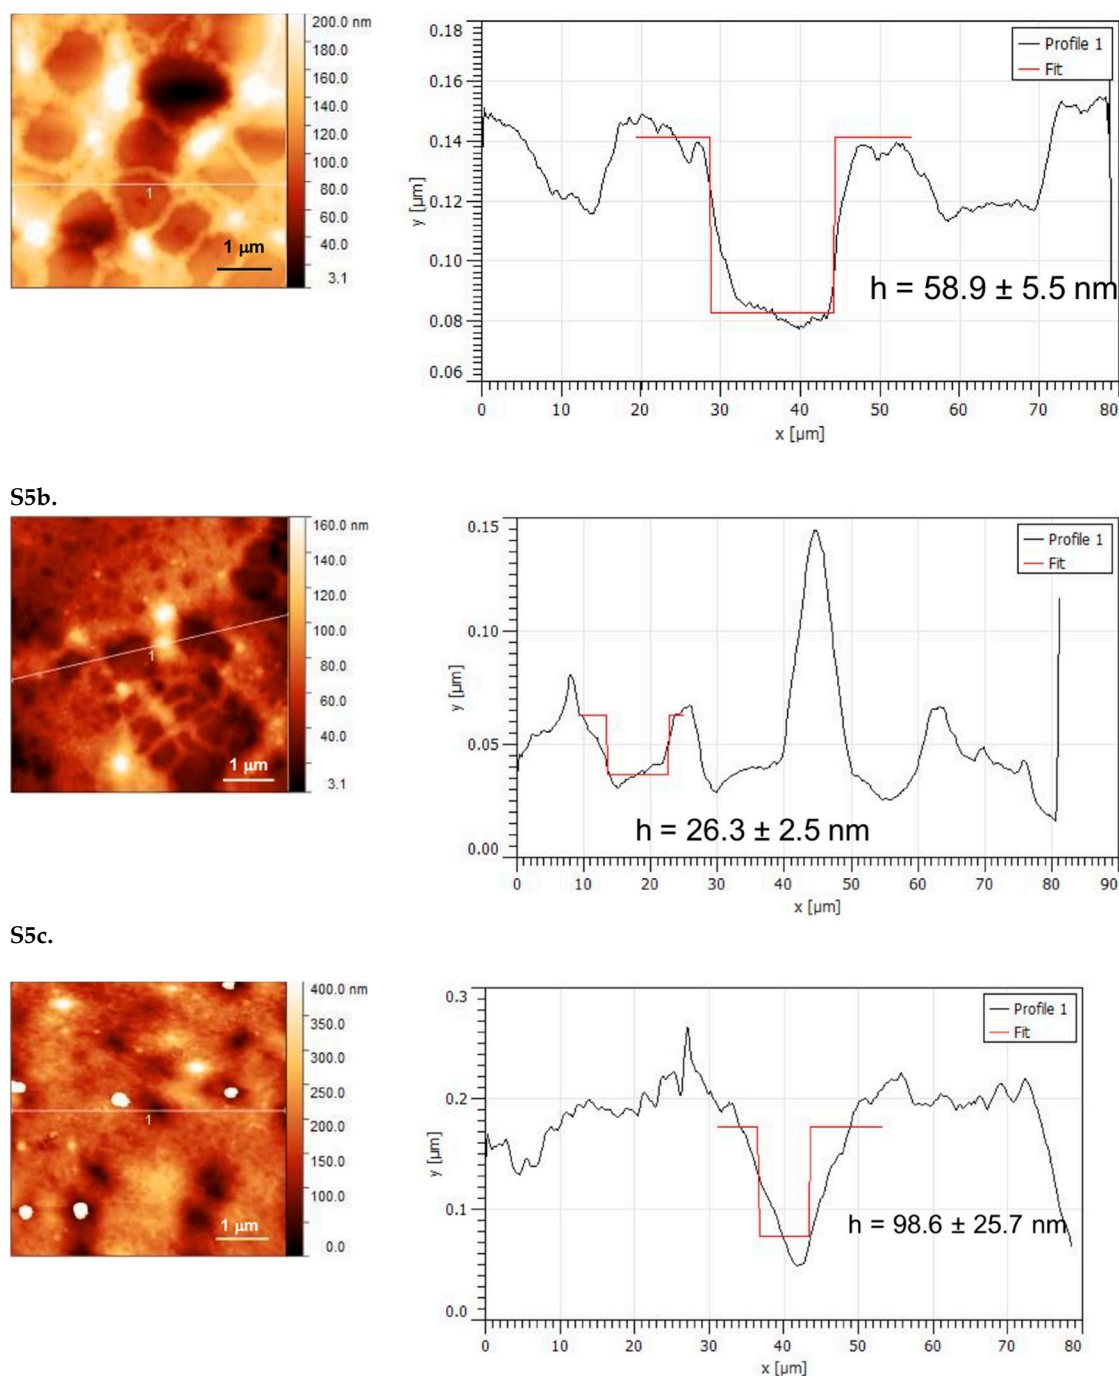 200.0 nm
180.0
160.0
140.0
120.0
100.0
80.0
60.0
40.0
3.1
1
1 μm
0.18
0.16
0.14
0.12
0.10
0.08
0.06
y [µm]
Profile 1
Fit
h = 58.9 ± 5.5 nm
0 10 20 30 40 50 60 70 80
x [µm]
S5b.
160.0 nm
140.0
120.0
100.0
80.0
60.0
40.0
3.1
1
1 μm
0.15
0.10
0.05
0.00
y [µm]
Profile 1
Fit
h = 26.3 ± 2.5 nm
0 10 20 30 40 50 60 70 80 90
x [µm]
S5c.
400.0 nm
350.0
300.0
250.0
200.0
150.0
100.0
0.0
1
1 μm
0.3
0.2
0.1
0.0
y [µm]
Profile 1
Fit
h = 98.6 ± 25.7 nm
0 10 20 30 40 50 60 70 80
x [µm]